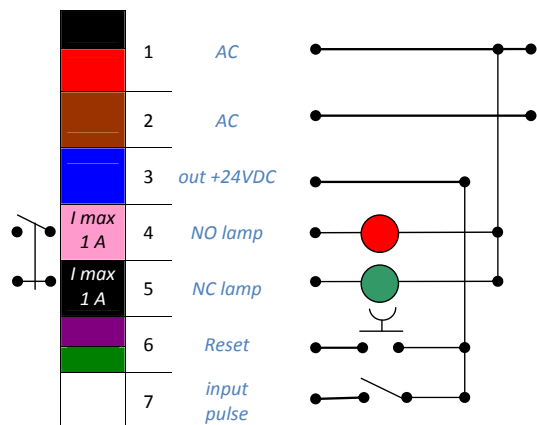 1 AC
2 AC
3 out +24VDC
I max
1 A
4 NO lamp
I max
1 A
5 NC lamp
6 Reset
7 input
pulse